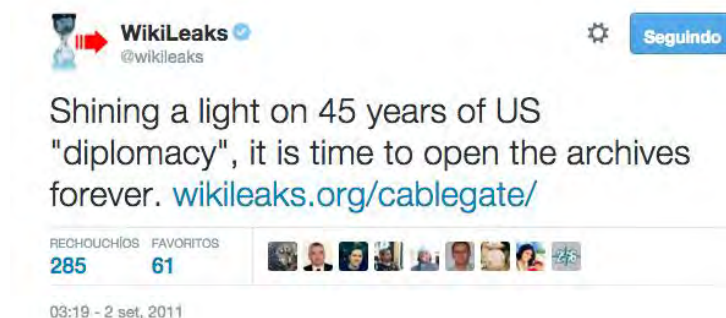 WikiLeaks
@wikileaks
Seguindo
Shining a light on 45 years of US
"diplomacy", it is time to open the archives
forever. wikileaks.org/cablegate/
RECHOUCHÍOS FAVORITOS
285 61
03:19 - 2 set. 2011